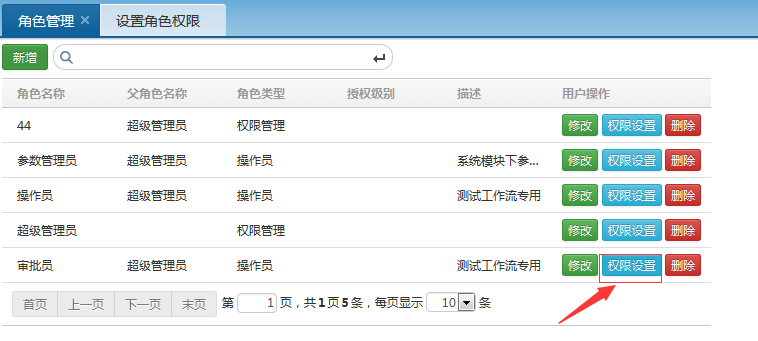 角色管理 × 设置角色权限
新增
角色名称 父角色名称 角色类型 授权级别 描述 用户操作
44 超级管理员 权限管理 修改 权限设置 删除
参数管理员 超级管理员 操作员 系统模块下参... 修改 权限设置 删除
操作员 超级管理员 操作员 测试工作流专用 修改 权限设置 删除
超级管理员 权限管理 修改 权限设置 删除
审批员 超级管理员 操作员 测试工作流专用 修改 权限设置 删除
首页 上一页 下一页 末页 第 1 页，共1页5条，每页显示 10 条